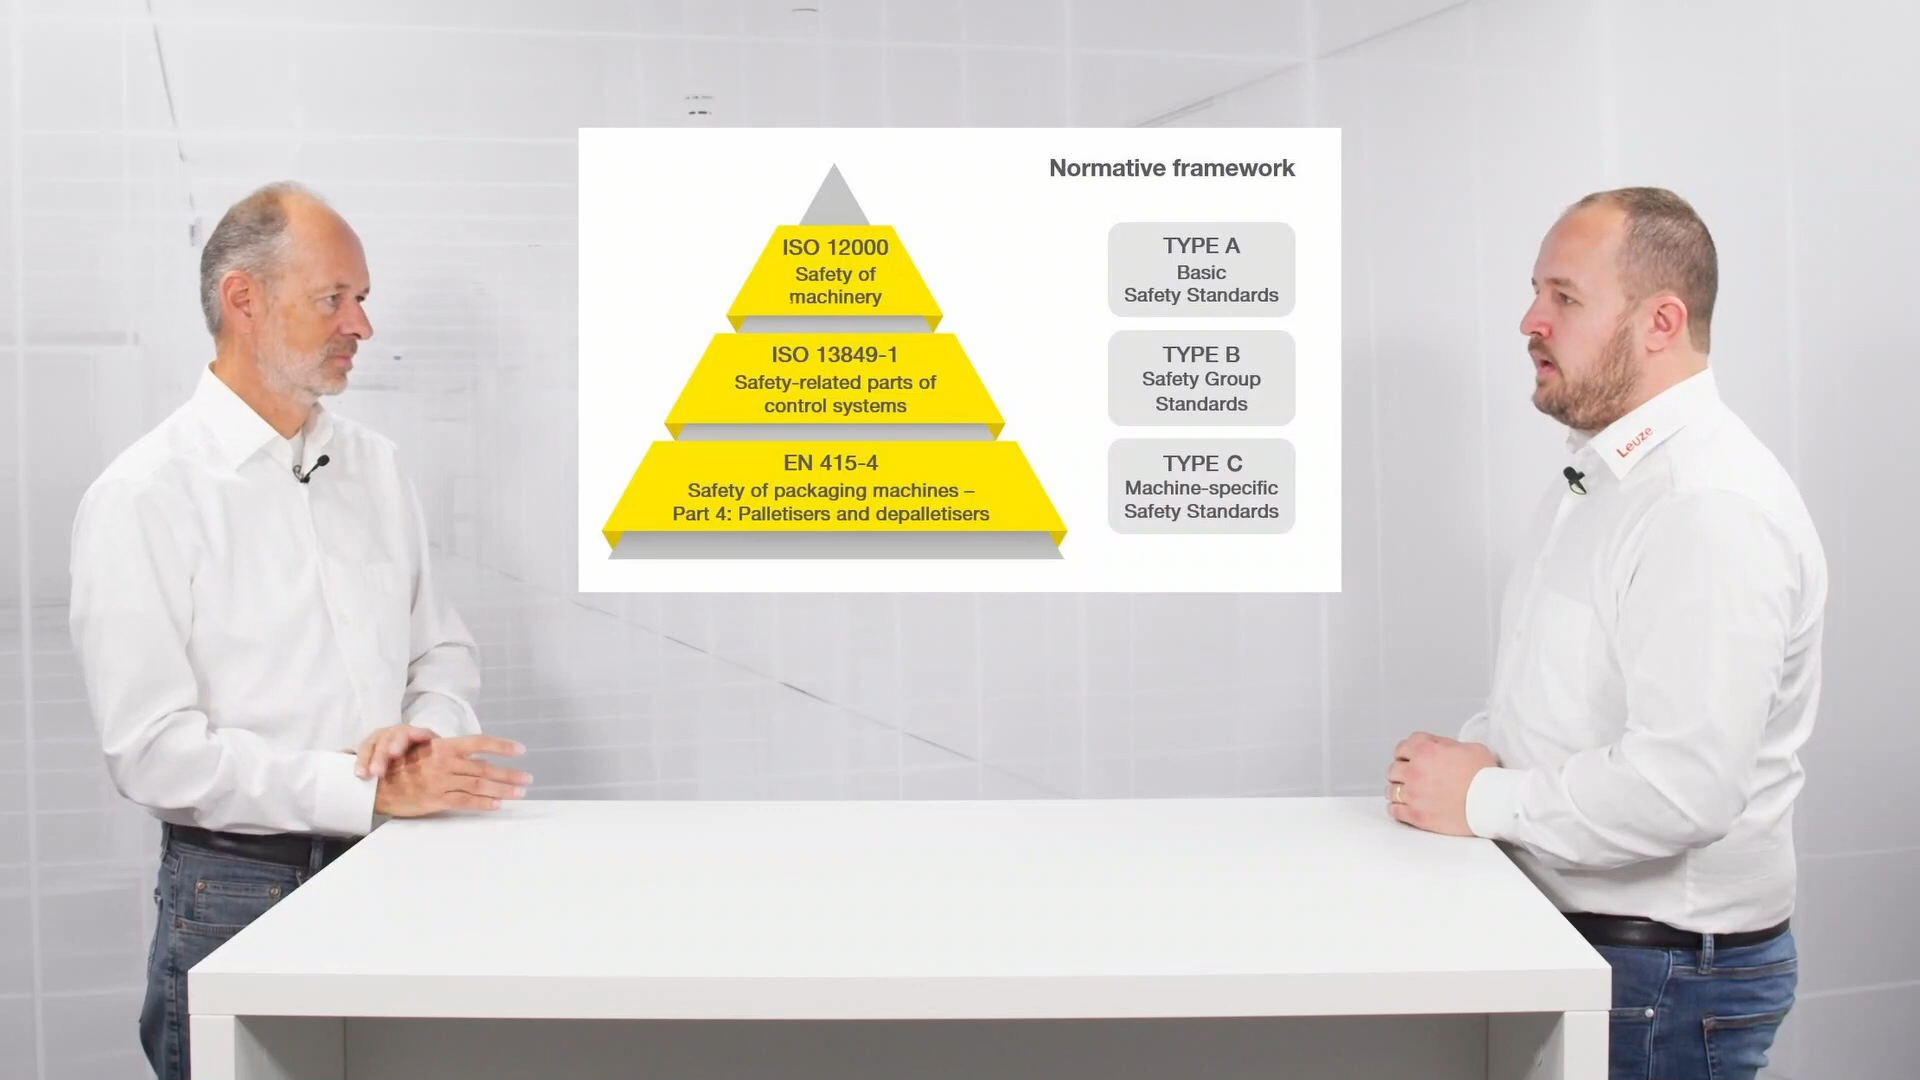 Normative framework
ISO 12000
Safety of
machinery
TYPE A
Basic
Safety Standards
ISO 13849-1
Safety-related parts of
control systems
TYPE B
Safety Group
Standards
EN 415-4
Safety of packaging machines –
Part 4: Palletisers and depalletisers
TYPE C
Machine-specific
Safety Standards
Leuze